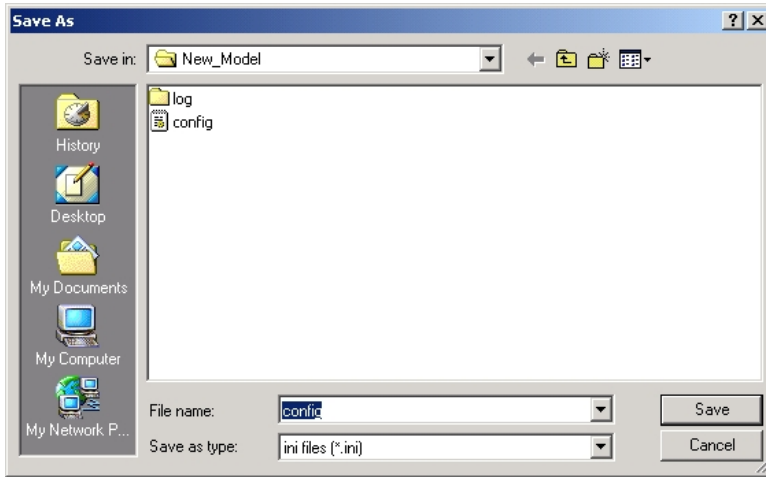 Save As
Save in: New_Model
log
config
History
Desktop
My Documents
My Computer
My Network P...
File name: config
Save
Save as type: ini files (*.ini)
Cancel